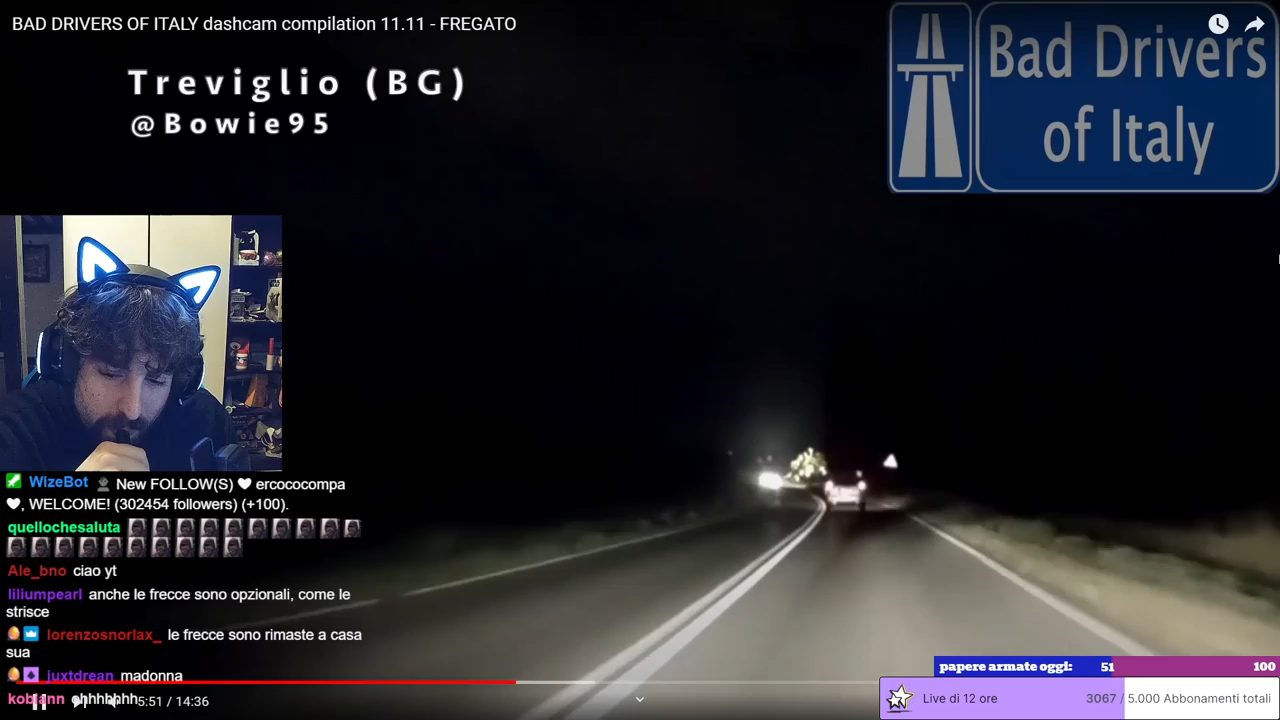 BAD DRIVERS OF ITALY dashcam compilation 11.11 - FREGATO
Treviglio (BG)
@Bowie95
Bad Drivers
of Italy
WizeBot New FOLLOW(S) ercococompa
, WELCOME! (302454 followers) (+100).
quellochesaluta
Ale_bno ciao yt
liliumpearl anche le frecce sono opzionali, come le
strisce
lorenzosnorlax_ le frecce sono rimaste a casa
sua
juxtdrean madonna
koblann ohhhhhhh
5:51 / 14:36
papere armate oggi: 51 100
Live di 12 ore 3067 / 5.000 Abbonamenti totali